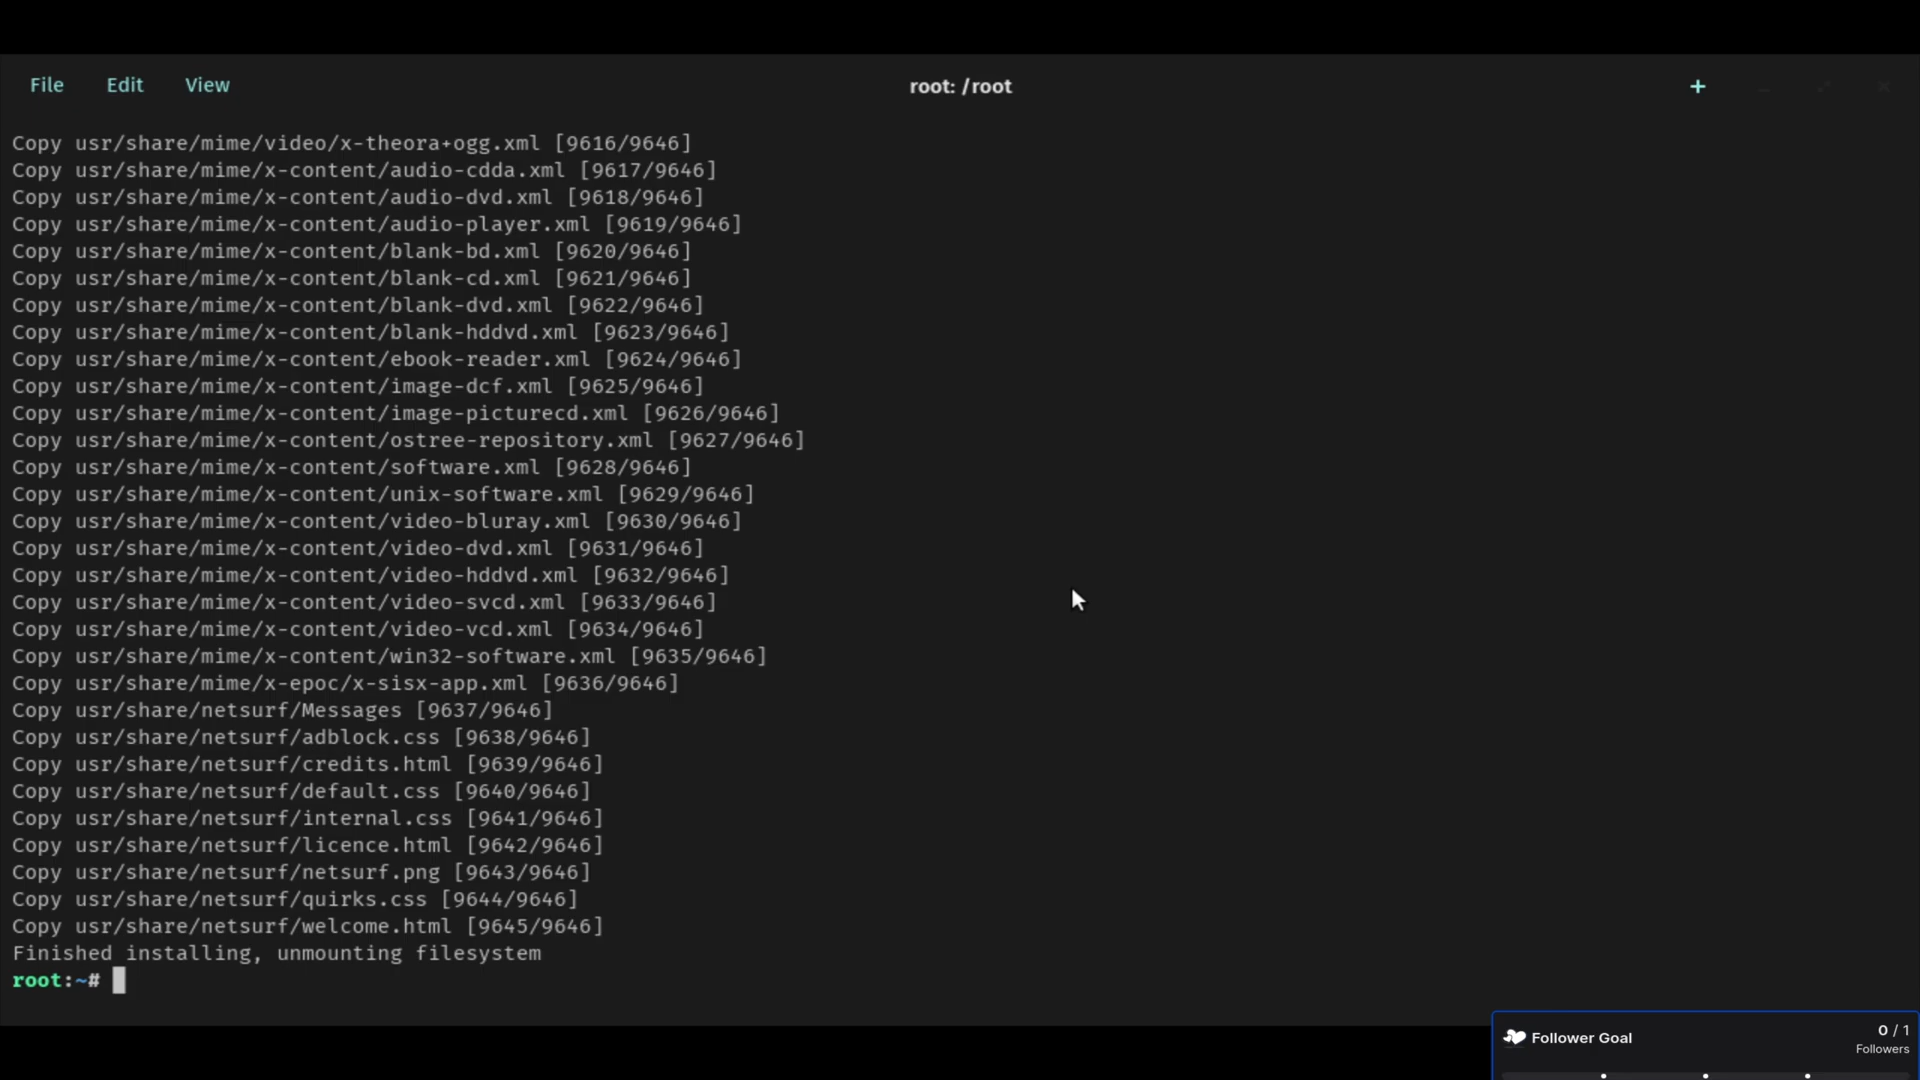 File Edit View root: /root +
Copy usr/share/mime/video/x-theora+ogg.xml [9616/9646]
Copy usr/share/mime/x-content/audio-cdda.xml [9617/9646]
Copy usr/share/mime/x-content/audio-dvd.xml [9618/9646]
Copy usr/share/mime/x-content/audio-player.xml [9619/9646]
Copy usr/share/mime/x-content/blank-bd.xml [9620/9646]
Copy usr/share/mime/x-content/blank-cd.xml [9621/9646]
Copy usr/share/mime/x-content/blank-dvd.xml [9622/9646]
Copy usr/share/mime/x-content/blank-hddvd.xml [9623/9646]
Copy usr/share/mime/x-content/ebook-reader.xml [9624/9646]
Copy usr/share/mime/x-content/image-dcf.xml [9625/9646]
Copy usr/share/mime/x-content/image-picturecd.xml [9626/9646]
Copy usr/share/mime/x-content/ostree-repository.xml [9627/9646]
Copy usr/share/mime/x-content/software.xml [9628/9646]
Copy usr/share/mime/x-content/unix-software.xml [9629/9646]
Copy usr/share/mime/x-content/video-bluray.xml [9630/9646]
Copy usr/share/mime/x-content/video-dvd.xml [9631/9646]
Copy usr/share/mime/x-content/video-hddvd.xml [9632/9646]
Copy usr/share/mime/x-content/video-svcd.xml [9633/9646]
Copy usr/share/mime/x-content/video-vcd.xml [9634/9646]
Copy usr/share/mime/x-content/win32-software.xml [9635/9646]
Copy usr/share/mime/x-epoc/x-sisx-app.xml [9636/9646]
Copy usr/share/netsurf/Messages [9637/9646]
Copy usr/share/netsurf/adblock.css [9638/9646]
Copy usr/share/netsurf/credits.html [9639/9646]
Copy usr/share/netsurf/default.css [9640/9646]
Copy usr/share/netsurf/internal.css [9641/9646]
Copy usr/share/netsurf/licence.html [9642/9646]
Copy usr/share/netsurf/netsurf.png [9643/9646]
Copy usr/share/netsurf/quirks.css [9644/9646]
Copy usr/share/netsurf/welcome.html [9645/9646]
Finished installing, unmounting filesystem
root:~#
Follower Goal 0 / 1
Followers